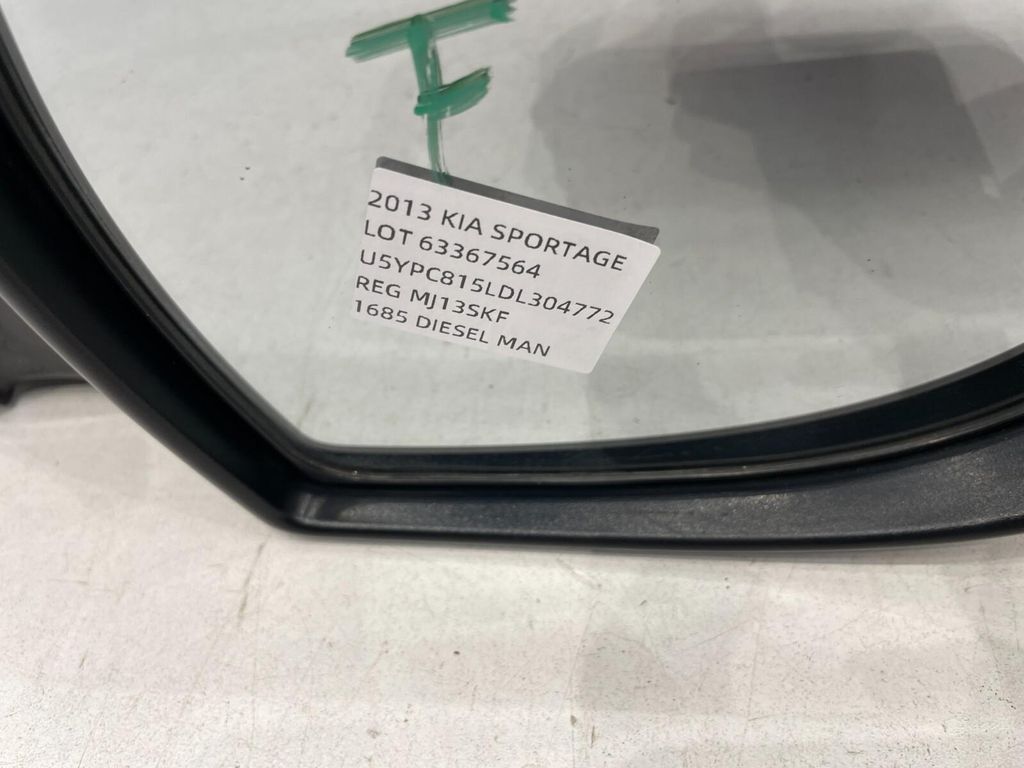 2013 KIA SPORTAGE
LOT 63367564
U5YPC815LDL304772
REG MJ13SKF
1685 DIESEL MAN